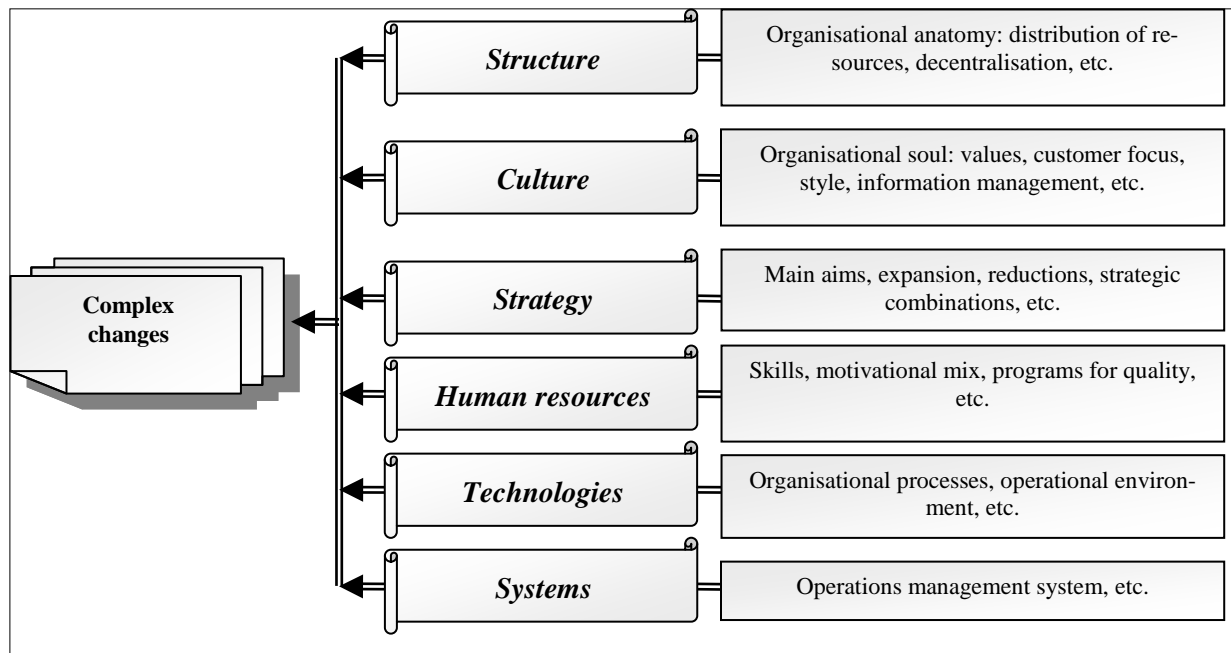 Structure
Organisational anatomy: distribution of re-
sources, decentralisation, etc.
Culture
Organisational soul: values, customer focus,
style, information management, etc.
Complex
changes
Strategy
Main aims, expansion, reductions, strategic
combinations, etc.
Human resources
Skills, motivational mix, programs for quality,
etc.
Technologies
Organisational processes, operational environ-
ment, etc.
Systems
Operations management system, etc.